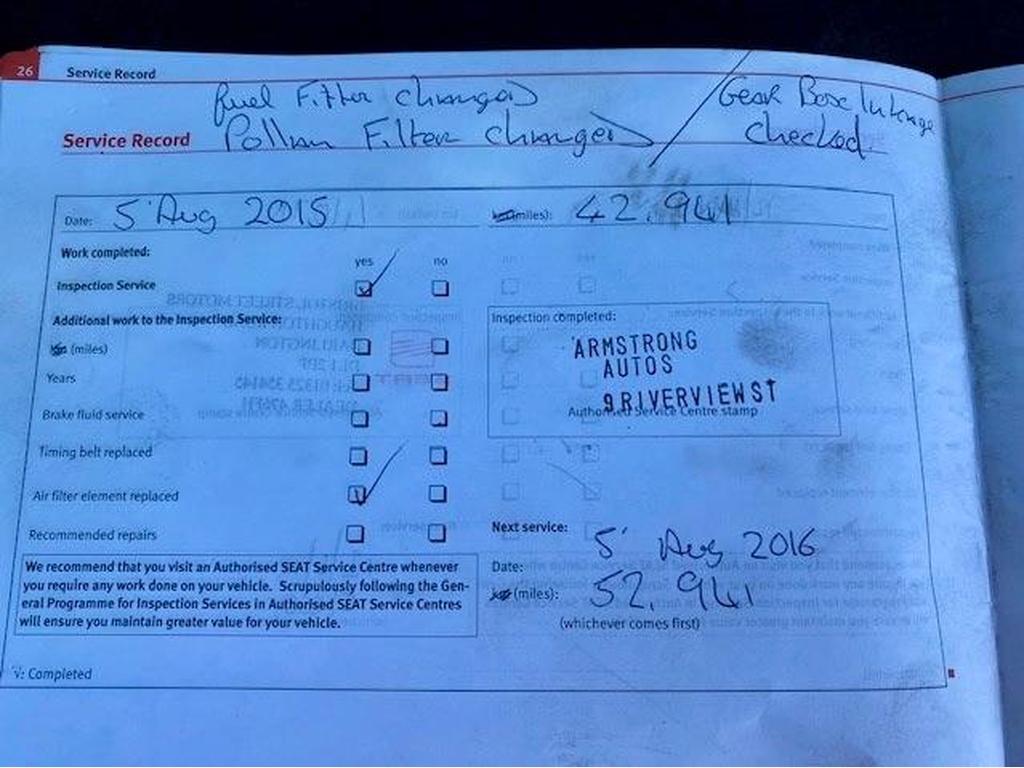 26 Service Record
fuel Filter changed
Gear Box linkage
Service Record
Pollen Filter changed
checked
Date: 5 Aug 2015
km (miles): 42.941
Work completed:
yes no
Inspection Service
Additional work to the Inspection Service:
Inspection completed:
ARMSTRONG
km (miles)
AUTOS
Years
9 RIVERVIEW ST
Brake fluid service
Authorised Service Centre stamp
Timing belt replaced
Air filter element replaced
Recommended repairs
Next service:
5 Aug 2016
We recommend that you visit an Authorised SEAT Service Centre whenever
you require any work done on your vehicle. Scrupulously following the Gen-
eral Programme for Inspection Services in Authorised SEAT Service Centres
will ensure you maintain greater value for your vehicle.
Date:
km (miles): 52.941
(whichever comes first)
√: Completed